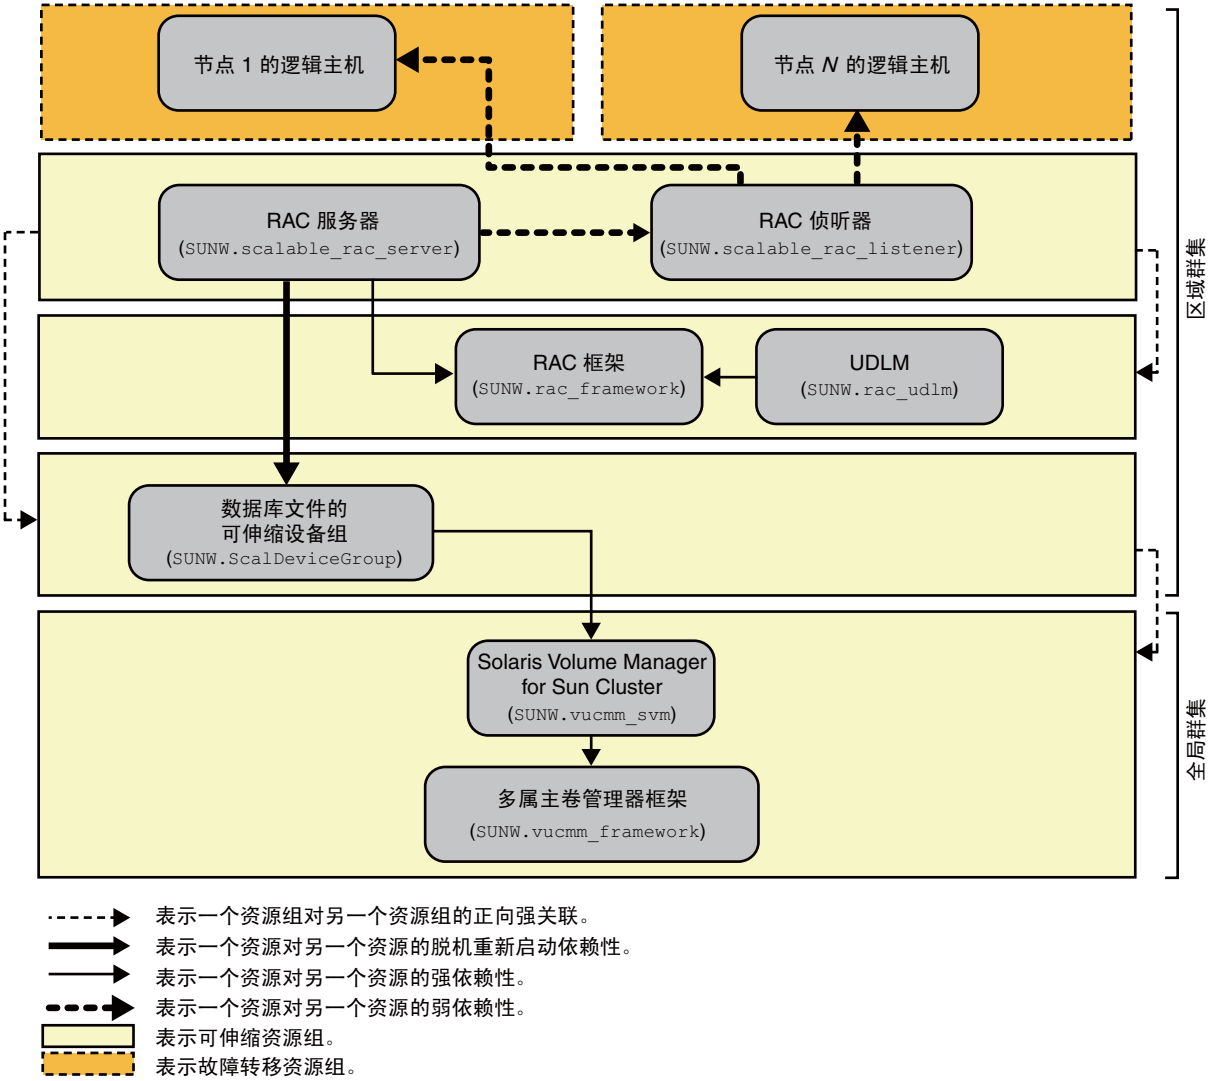 节点 1 的逻辑主机
节点 N 的逻辑主机
RAC 服务器
(SUNW.scalable_rac_server)
RAC 侦听器
(SUNW.scalable_rac_listener)
区域群集
RAC 框架
(SUNW.rac_framework)
UDLM
(SUNW.rac_udlm)
数据库文件的
可伸缩设备组
(SUNW.ScalDeviceGroup)
Solaris Volume Manager
for Sun Cluster
(SUNW.vucmm_svm)
全局群集
多属主卷管理器框架
(SUNW.vucmm_framework)
表示一个资源组对另一个资源组的正向强关联。
表示一个资源对另一个资源的脱机重新启动依赖性。
表示一个资源对另一个资源的强依赖性。
表示一个资源对另一个资源的弱依赖性。
表示可伸缩资源组。
表示故障转移资源组。